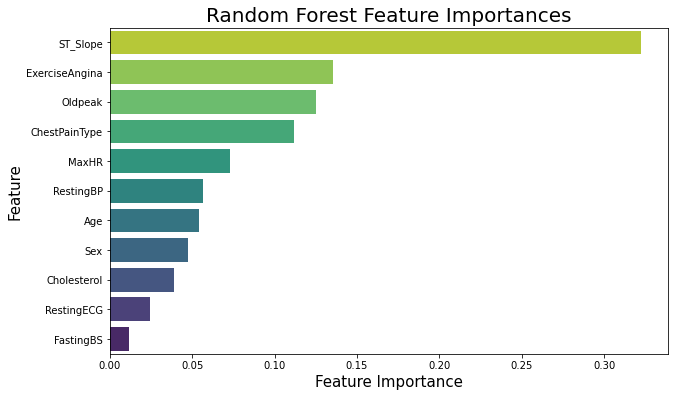 Random Forest Feature Importances
ST_Slope
ExerciseAngina
Oldpeak
ChestPainType
MaxHR
RestingBP
Age
Sex
Cholesterol
RestingECG
FastingBS
Feature
0.00 0.05 0.10 0.15 0.20 0.25 0.30
Feature Importance